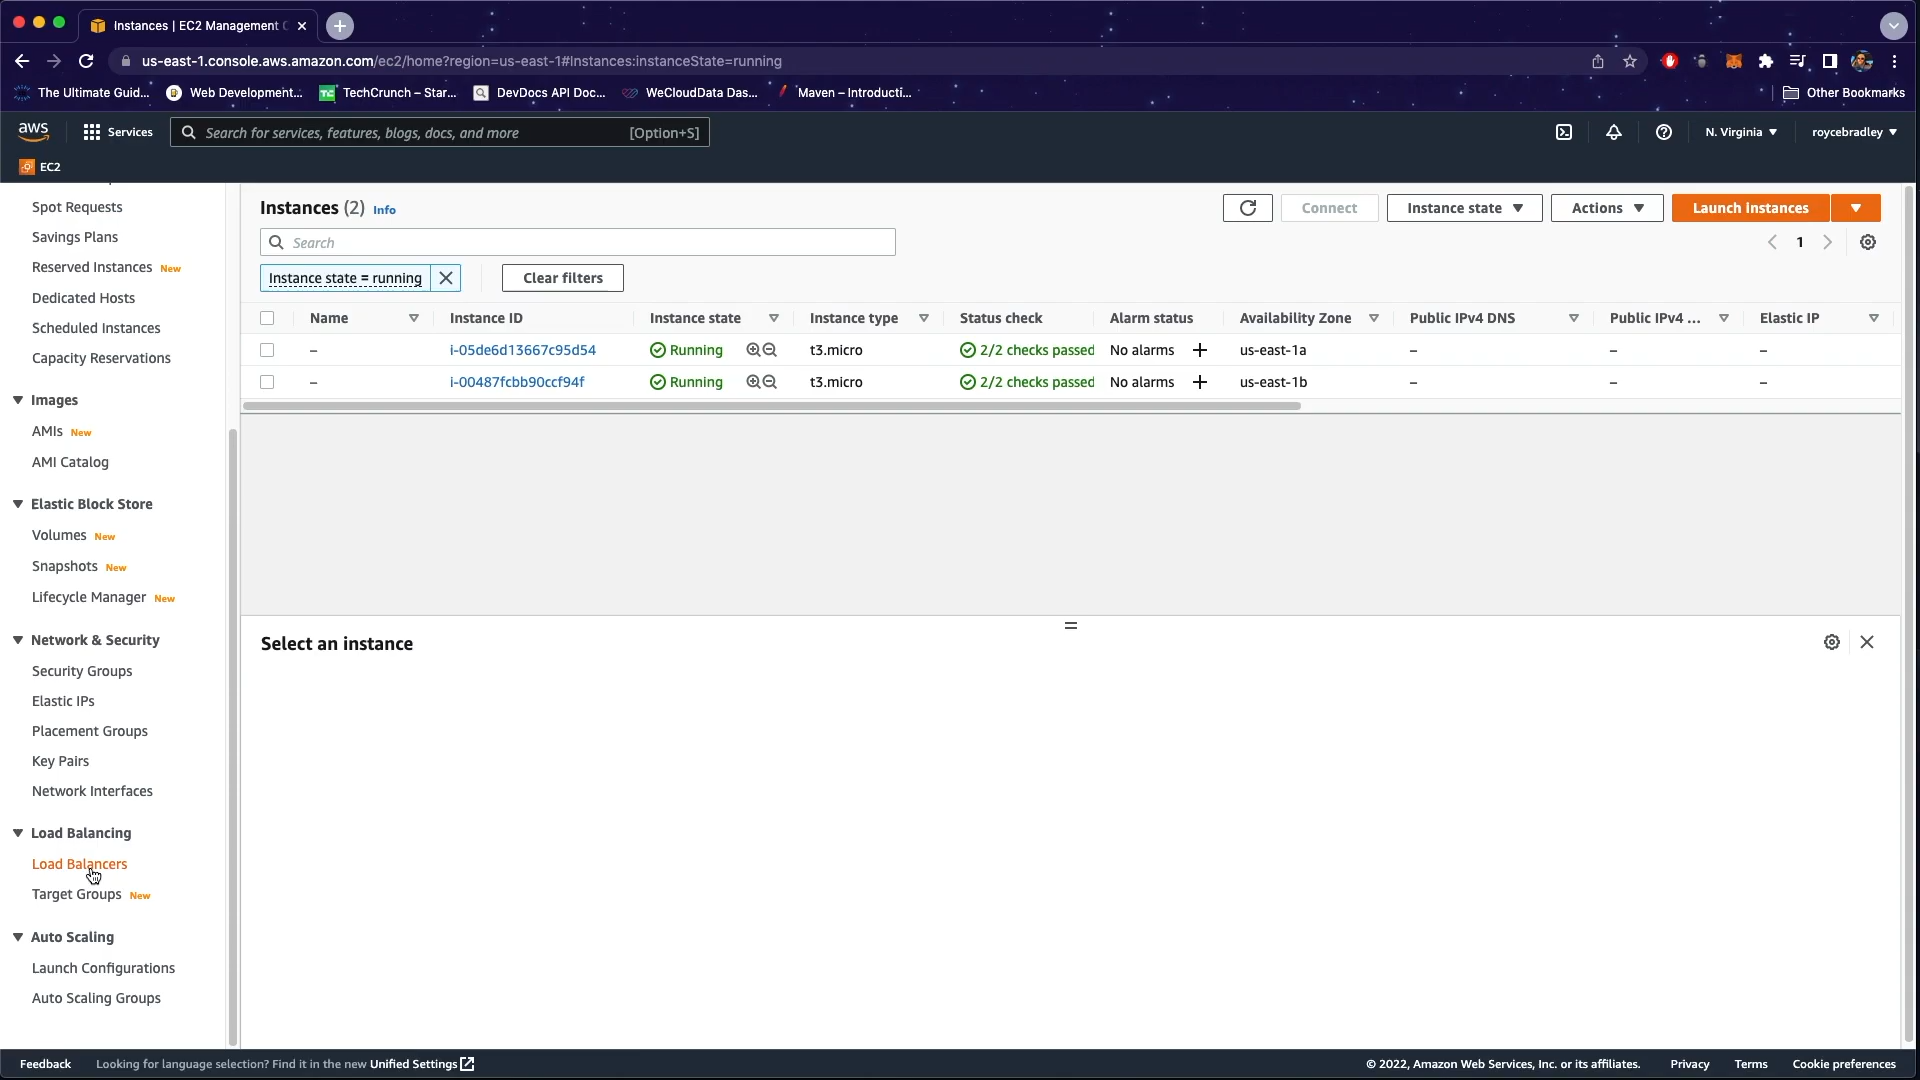 Instances | EC2 Management C
us-east-1.console.aws.amazon.com/ec2/home?region=us-east-1#Instances:instanceState=running
The Ultimate Guid...
Web Development...
TechCrunch – Star...
DevDocs API Doc...
WeCloudData Das...
Maven – Introducti...
Other Bookmarks
aws
Services
Search for services, features, blogs, docs, and more
[Option+S]
N. Virginia
roycebradley
EC2
Spot Requests
Savings Plans
Reserved Instances New
Dedicated Hosts
Scheduled Instances
Capacity Reservations
Images
AMIs New
AMI Catalog
Elastic Block Store
Volumes New
Snapshots New
Lifecycle Manager New
Network & Security
Security Groups
Elastic IPs
Placement Groups
Key Pairs
Network Interfaces
Load Balancing
Load Balancers
Target Groups New
Auto Scaling
Launch Configurations
Auto Scaling Groups
Instances (2) Info
Connect
Instance state
Actions
Launch instances
Search
1
Instance state = running
Clear filters
Name Instance ID Instance state Instance type Status check Alarm status Availability Zone Public IPv4 DNS Public IPv4 ... Elastic IP
– i-05de6d13667c95d54 Running t3.micro 2/2 checks passed No alarms + us-east-1a – – –
– i-00487fcbb90ccf94f Running t3.micro 2/2 checks passed No alarms + us-east-1b – – –
Select an instance
Feedback
Looking for language selection? Find it in the new Unified Settings
© 2022, Amazon Web Services, Inc. or its affiliates.
Privacy
Terms
Cookie preferences